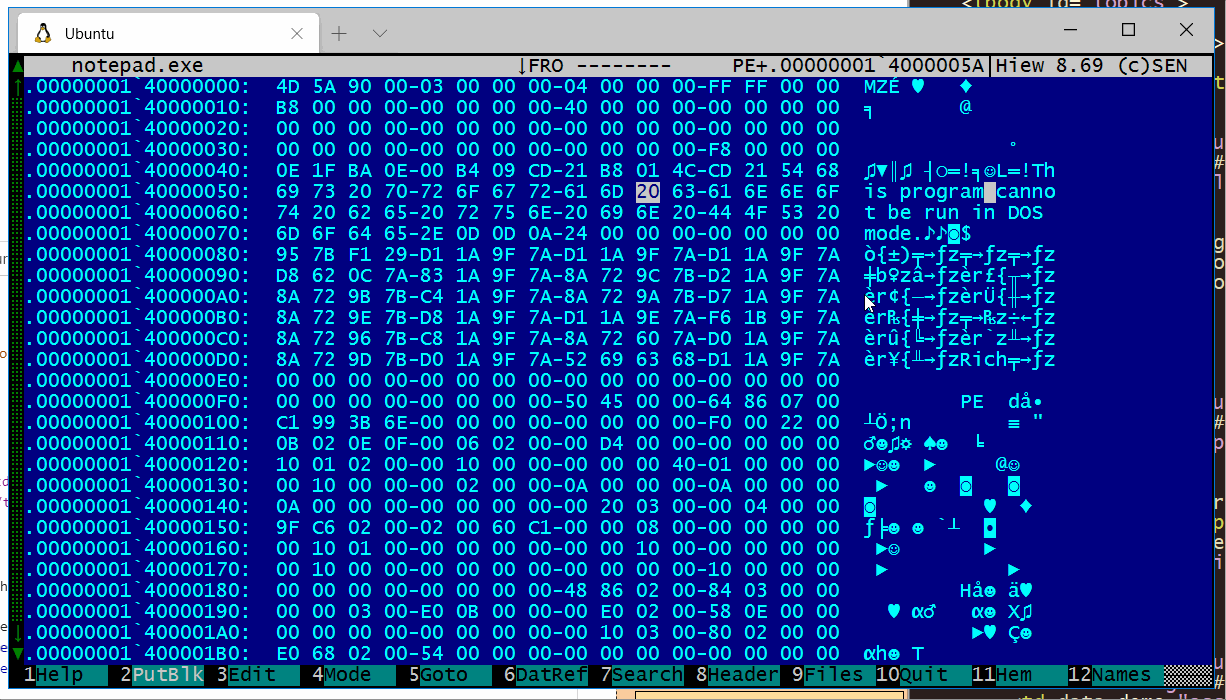 Ubuntu
notepad.exe ↓FRO -------- PE+.00000001`4000005A Hiew 8.69 (c)SEN
.00000001`40000000: 4D 5A 90 00-03 00 00 00-04 00 00 00-FF FF 00 00 MZÉ ♥ ♦
.00000001`40000010: B8 00 00 00-00 00 00 00-40 00 00 00-00 00 00 00 ╕ @
.00000001`40000020: 00 00 00 00-00 00 00 00-00 00 00 00-00 00 00 00
.00000001`40000030: 00 00 00 00-00 00 00 00-00 00 00 00-F8 00 00 00 °
.00000001`40000040: 0E 1F BA 0E-00 B4 09 CD-21 B8 01 4C-CD 21 54 68 ♫▼║♫ ┤○═!╕☺L═!Th
.00000001`40000050: 69 73 20 70-72 6F 67 72-61 6D 20 63-61 6E 6E 6F is program canno
.00000001`40000060: 74 20 62 65-20 72 75 6E-20 69 6E 20-44 4F 53 20 t be run in DOS
.00000001`40000070: 6D 6F 64 65-2E 0D 0D 0A-24 00 00 00-00 00 00 00 mode.♪♪◙$
.00000001`40000080: 95 7B F1 29-D1 1A 9F 7A-D1 1A 9F 7A-D1 1A 9F 7A ò{±)╤→ƒz╤→ƒz╤→ƒz
.00000001`40000090: D8 62 0C 7A-83 1A 9F 7A-8A 72 9C 7B-D2 1A 9F 7A ╪b♀zâ→ƒzèr£{╥→ƒz
.00000001`400000A0: 8A 72 9B 7B-C4 1A 9F 7A-8A 72 9A 7B-D7 1A 9F 7A èr¢{─→ƒzèrÜ{╫→ƒz
.00000001`400000B0: 8A 72 9E 7B-D8 1A 9F 7A-D1 1A 9E 7A-F6 1B 9F 7A èr₧{╪→ƒz╤→₧z÷←ƒz
.00000001`400000C0: 8A 72 96 7B-C8 1A 9F 7A-8A 72 60 7A-D0 1A 9F 7A èrû{╚→ƒzèr`z╨→ƒz
.00000001`400000D0: 8A 72 9D 7B-D0 1A 9F 7A-52 69 63 68-D1 1A 9F 7A èr¥{╨→ƒzRich╤→ƒz
.00000001`400000E0: 00 00 00 00-00 00 00 00-00 00 00 00-00 00 00 00
.00000001`400000F0: 00 00 00 00-00 00 00 00-50 45 00 00-64 86 07 00 PE då•
.00000001`40000100: C1 99 3B 6E-00 00 00 00-00 00 00 00-F0 00 22 00 ┴Ö;n ≡ "
.00000001`40000110: 0B 02 0E 0F-00 06 02 00-00 D4 00 00-00 00 00 00 ♂☻♫☼ ♠☻ ╘
.00000001`40000120: 10 01 02 00-00 10 00 00-00 00 00 40-01 00 00 00 ►☺☻ ► @☺
.00000001`40000130: 00 10 00 00-00 02 00 00-0A 00 00 00-0A 00 00 00 ► ☻ ◙ ◙
.00000001`40000140: 0A 00 00 00-00 00 00 00-00 20 03 00-00 04 00 00 ◙ ♥ ♦
.00000001`40000150: 9F C6 02 00-02 00 60 C1-00 00 08 00-00 00 00 00 ƒ╞☻ ☻ `┴ ◘
.00000001`40000160: 00 10 01 00-00 00 00 00-00 00 10 00-00 00 00 00 ►☺ ►
.00000001`40000170: 00 10 00 00-00 00 00 00-00 00 00 00-10 00 00 00 ► ►
.00000001`40000180: 00 00 00 00-00 00 00 00-48 86 02 00-84 03 00 00 Hå☻ ä♥
.00000001`40000190: 00 00 03 00-E0 0B 00 00-00 E0 02 00-58 0E 00 00 ♥ α♂ α☻ X♫
.00000001`400001A0: 00 00 00 00-00 00 00 00-00 10 03 00-80 02 00 00 ►♥ Ç☻
.00000001`400001B0: E0 68 02 00-54 00 00 00-00 00 00 00-00 00 00 00 αh☻ T
1Help 2PutBlk 3Edit 4Mode 5Goto 6DatRef 7Search 8Header 9Files 10Quit 11Hem 12Names